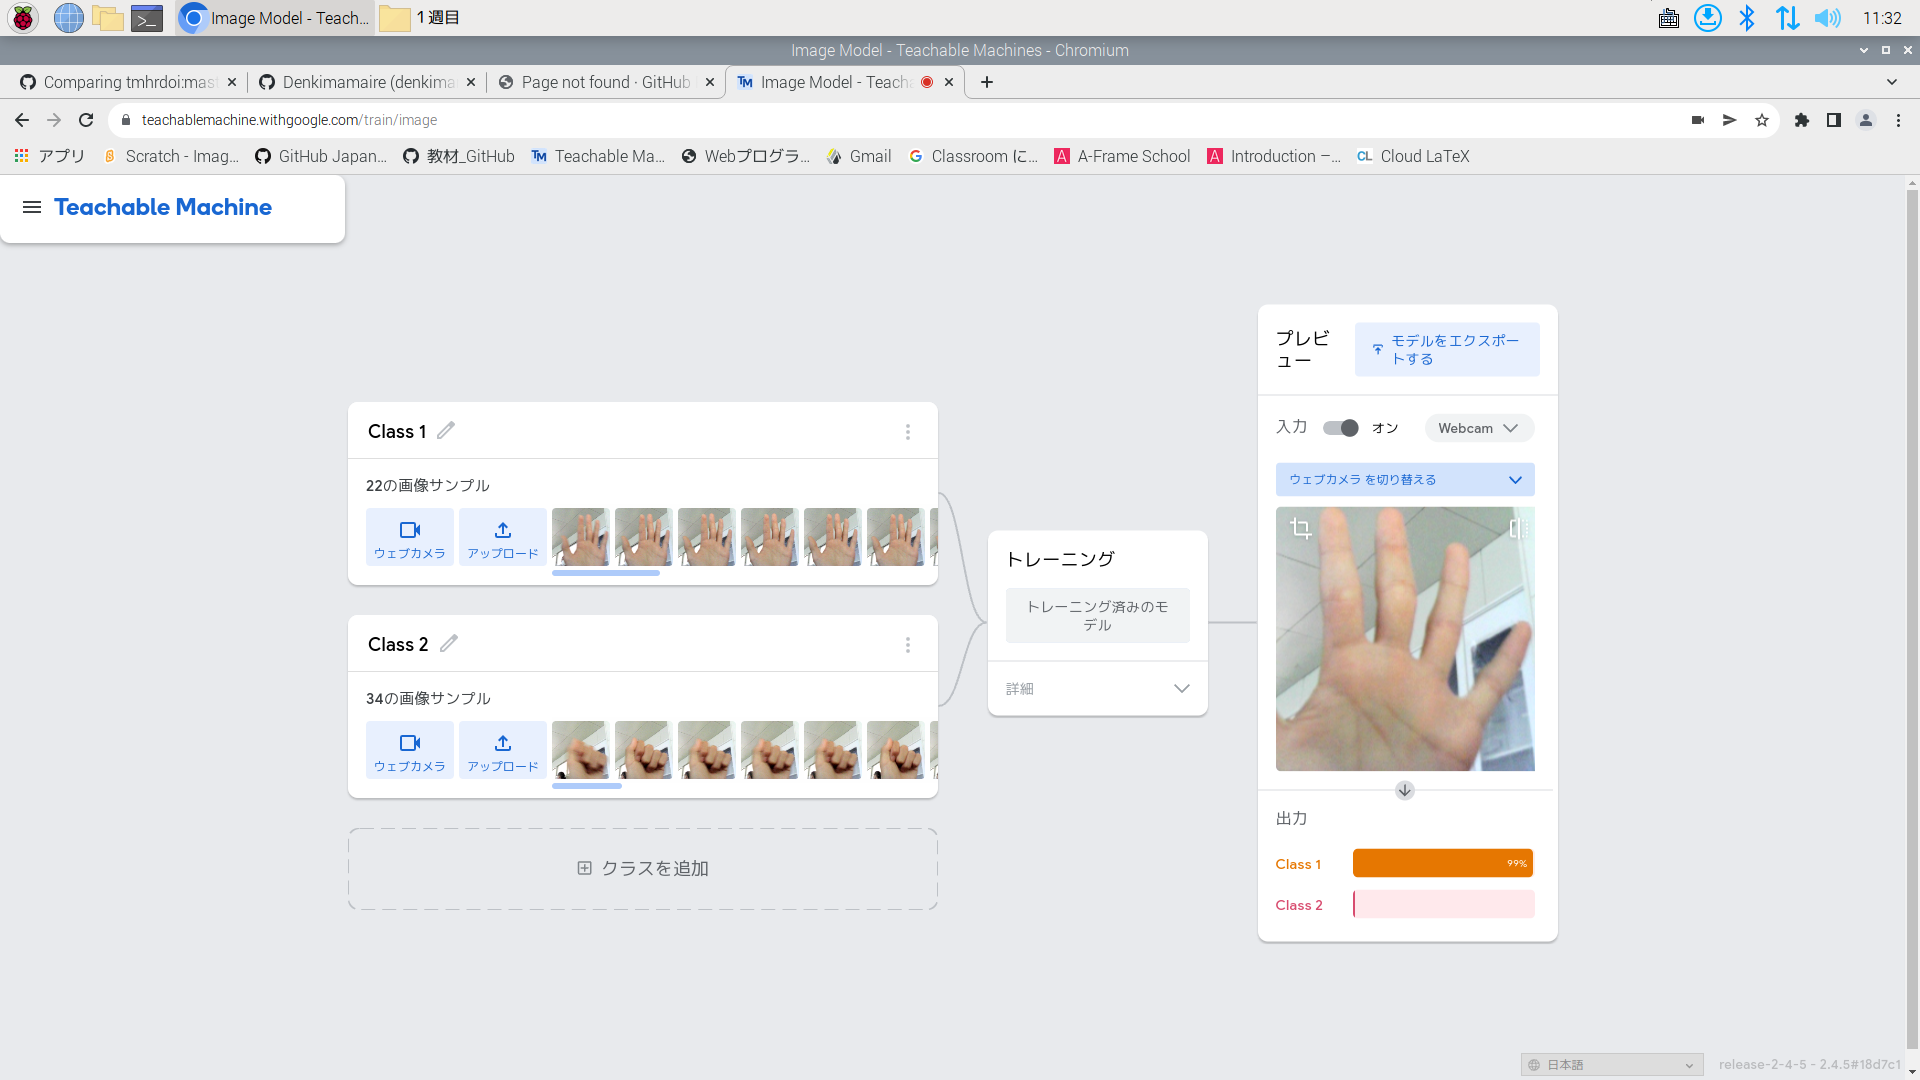 Image Model - Teach...
1 週目
11:32
Image Model - Teachable Machines - Chromium
Comparing tmhrdoi:mast
Denkimamaire (denkima
Page not found · GitHub
Image Model - Teach
teachablemachine.withgoogle.com/train/image
アプリ
Scratch - Imag...
GitHub Japan...
教材_GitHub
Teachable Ma...
Webプログラ...
Gmail
Classroom に...
A-Frame School
Introduction –...
Cloud LaTeX
Teachable Machine
プレビュー
モデルをエクスポートする
Class 1
22の画像サンプル
ウェブカメラ
アップロード
Class 2
34の画像サンプル
ウェブカメラ
アップロード
クラスを追加
トレーニング
トレーニング済みのモデル
詳細
入力
オン
Webcam
ウェブカメラ を切り替える
出力
Class 1
99%
Class 2
日本語
release-2-4-5 - 2.4.5#18d7c1